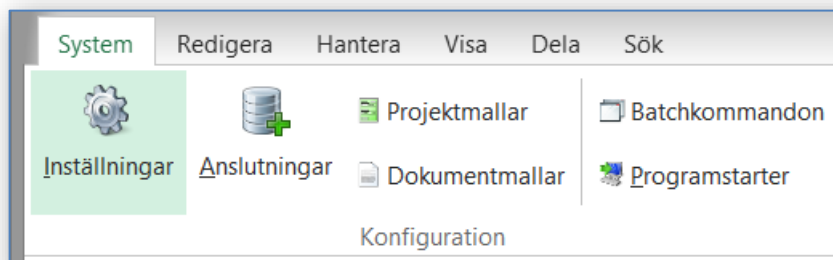 System Redigera Hantera Visa Dela Sök
Inställningar
Anslutningar
Projektmallar
Dokumentmallar
Batchkommandon
Programstarter
Konfiguration